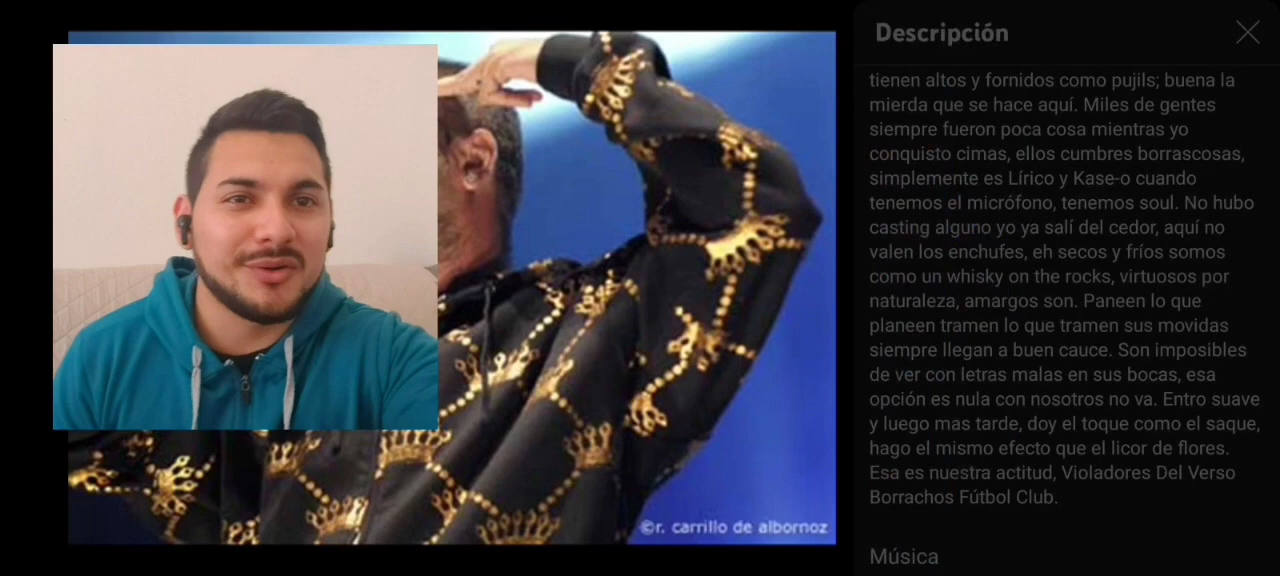 Descripción
tienen altos y fornidos como pujils; buena la
mierda que se hace aquí. Miles de gentes
siempre fueron poca cosa mientras yo
conquisto cimas, ellos cumbres borrascosas,
simplemente es Lírico y Kase-o cuando
tenemos el micrófono, tenemos soul. No hubo
casting alguno yo ya salí del cedor, aquí no
valen los enchufes, eh secos y fríos somos
como un whisky on the rocks, virtuosos por
naturaleza, amargos son. Paneen lo que
planeen tramen lo que tramen sus movidas
siempre llegan a buen cauce. Son imposibles
de ver con letras malas en sus bocas, esa
opción es nula con nosotros no va. Entro suave
y luego mas tarde, doy el toque como el saque,
hago el mismo efecto que el licor de flores.
Esa es nuestra actitud, Violadores Del Verso
Borrachos Fútbol Club.
Música
©r. carrillo de albornoz